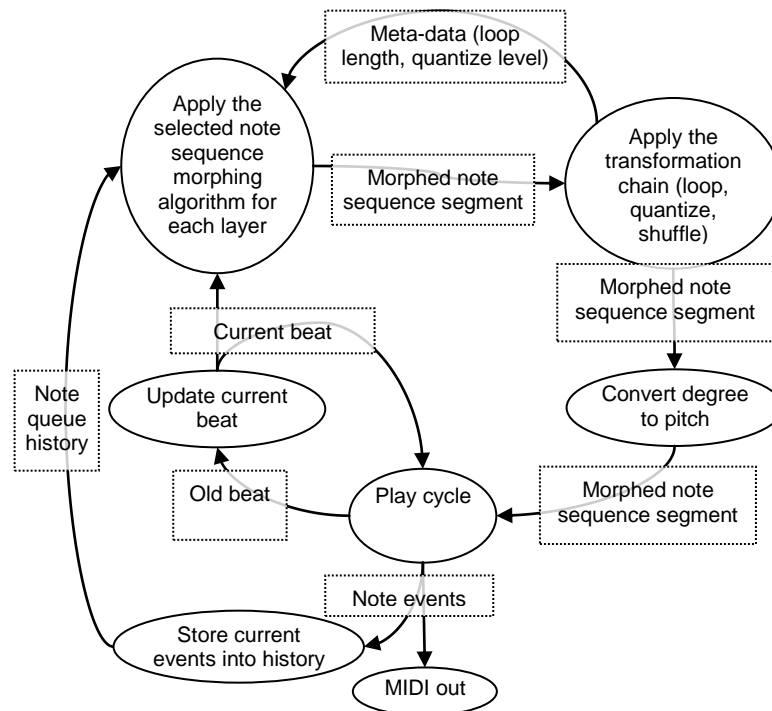 Meta-data (loop
length, quantize level)
Apply the
selected note
sequence
morphing
algorithm for
each layer
Morphed note
sequence segment
Apply the
transformation
chain (loop,
quantize,
shuffle)
Morphed note
sequence segment
Current beat
Note
queue
history
Update current
beat
Convert degree
to pitch
Old beat
Play cycle
Morphed note
sequence segment
Note events
Store current
events into history
MIDI out